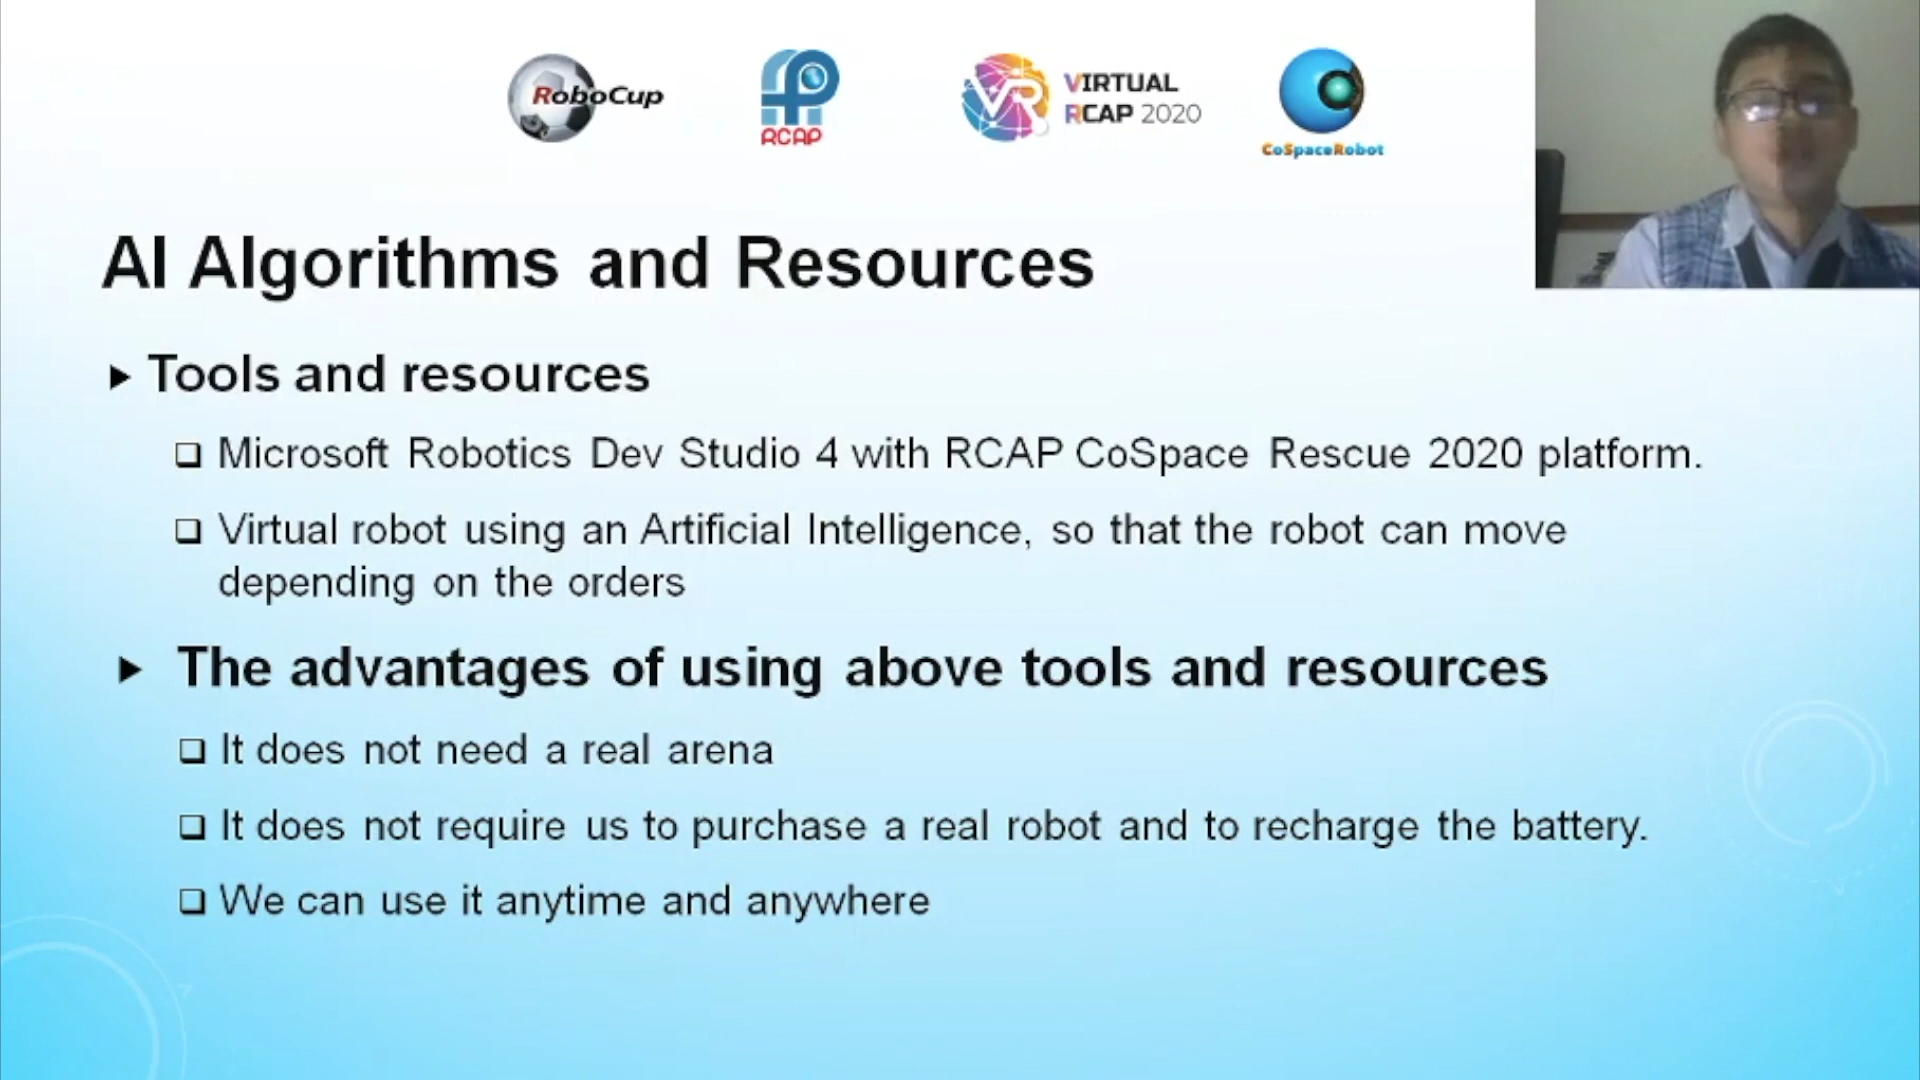 RoboCup
RCAP
VR
VIRTUAL
RCAP 2020
CoSpaceRobot
AI Algorithms and Resources
Tools and resources
Microsoft Robotics Dev Studio 4 with RCAP CoSpace Rescue 2020 platform.
Virtual robot using an Artificial Intelligence, so that the robot can move
depending on the orders
The advantages of using above tools and resources
It does not need a real arena
It does not require us to purchase a real robot and to recharge the battery.
We can use it anytime and anywhere